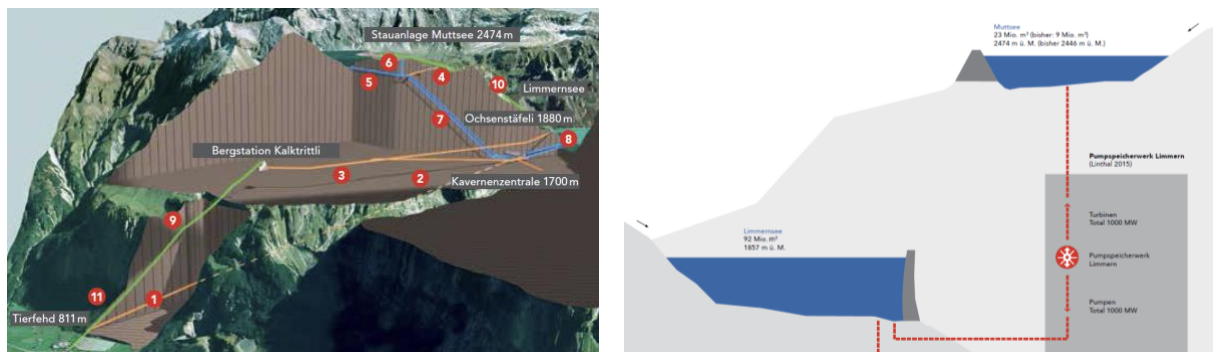 Stauanlage Muttsee 2474 m
6
5
4
10
Limmernsee
7
Ochsenstäfeli 1880 m
8
Bergstation Kalktrittli
3
2
Kavernenzentrale 1700 m
9
11
1
Tierfehd 811 m
Muttsee
23 Mio. m³ (bisher: 9 Mio. m³)
2474 m ü. M. (bisher 2446 m ü. M.)
Pumpspeicherwerk Limmern
(Linthal 2015)
Turbinen
Total 1000 MW
Limmernsee
92 Mio. m³
1857 m ü. M.
Pumpspeicherwerk
Limmern
Pumpen
Total 1000 MW